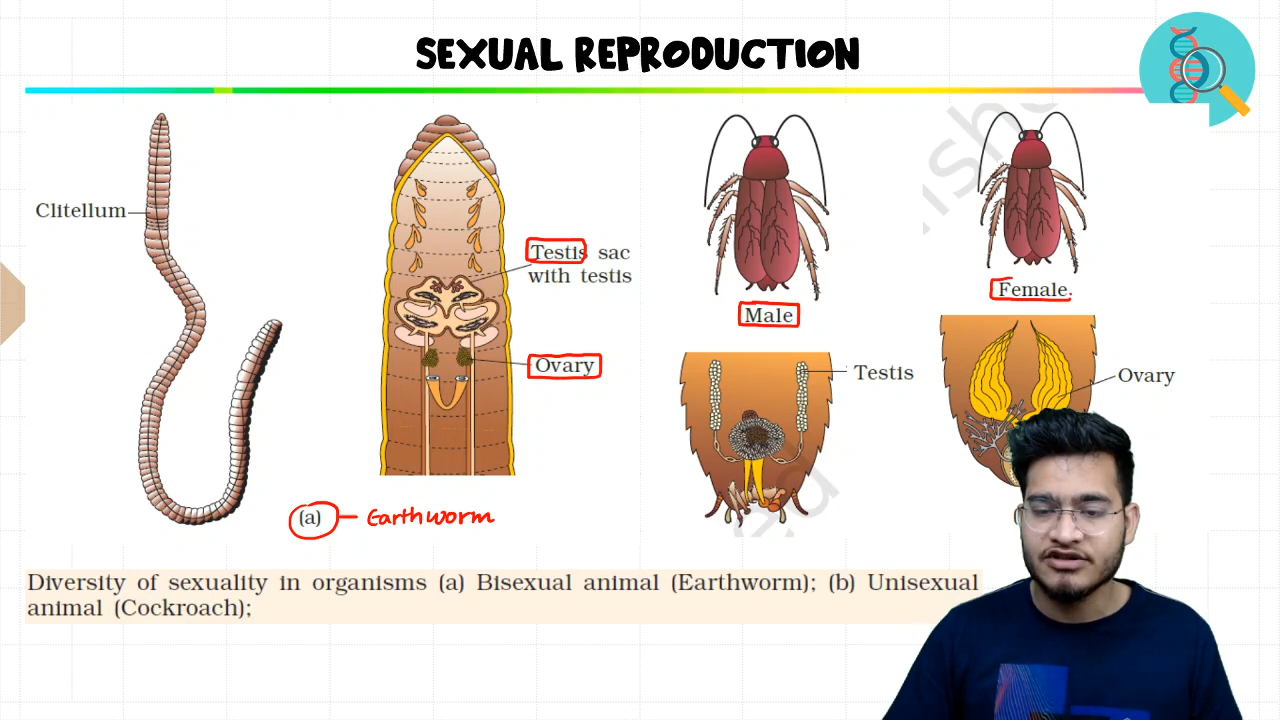 SEXUAL REPRODUCTION
Clitellum
Testis sac
with testis
Ovary
(a) – Earthworm
Male
Female
Testis
Ovary
Diversity of sexuality in organisms (a) Bisexual animal (Earthworm); (b) Unisexual
animal (Cockroach);